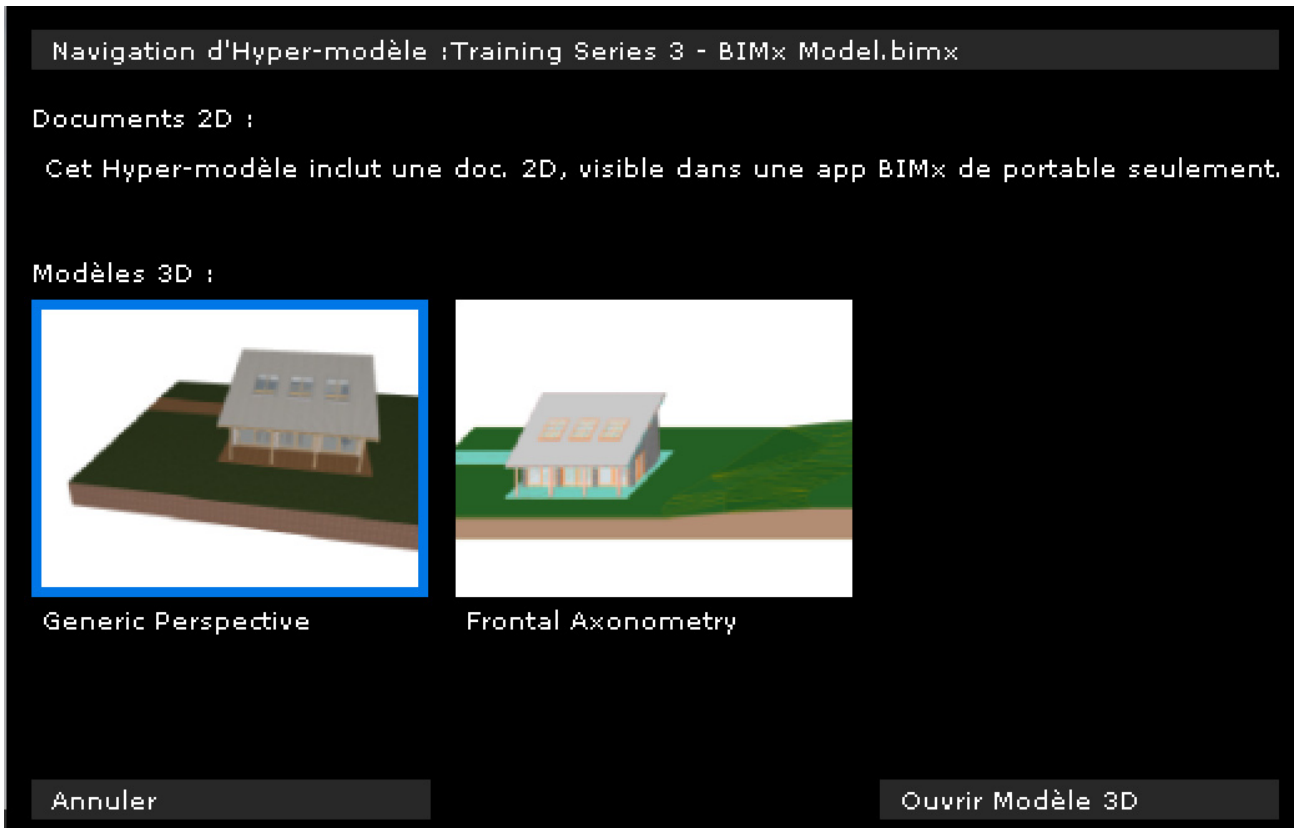 Navigation d'Hyper-modèle :Training Series 3 - BIMx Model.bimx
Documents 2D :
Cet Hyper-modèle inclut une doc. 2D, visible dans une app BIMx de portable seulement.
Modèles 3D :
Generic Perspective
Frontal Axonometry
Annuler
Ouvrir Modèle 3D